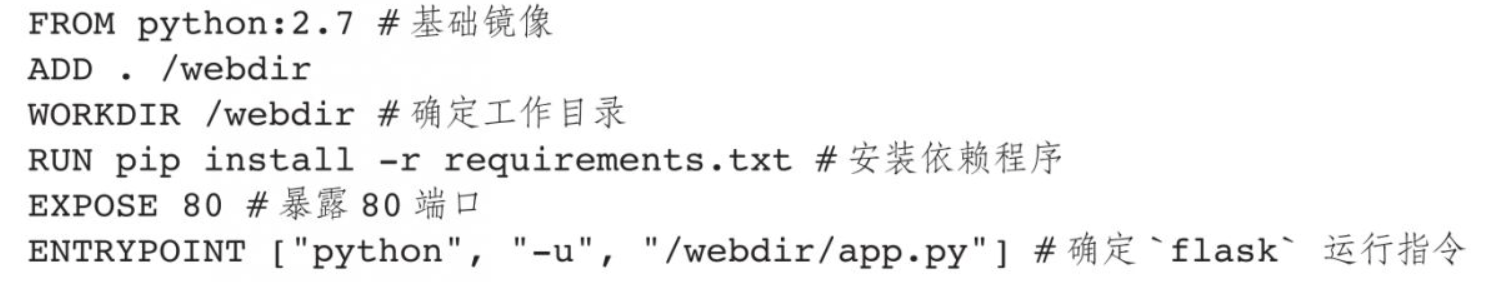 FROM python:2.7 # 基础镜像
ADD . /webdir
WORKDIR /webdir # 确定工作目录
RUN pip install -r requirements.txt # 安装依赖程序
EXPOSE 80 # 暴露 80 端口
ENTRYPOINT ["python", "-u", "/webdir/app.py"] # 确定 `flask` 运行指令